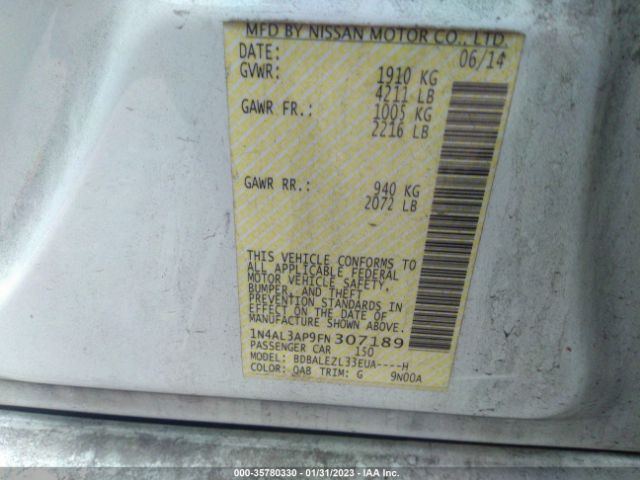 MFD BY NISSAN MOTOR CO., LTD.
DATE: 06/14
GVWR: 1910 KG
4211 LB
GAWR FR.: 1005 KG
2216 LB
GAWR RR.: 940 KG
2072 LB
THIS VEHICLE CONFORMS TO
ALL APPLICABLE FEDERAL
MOTOR VEHICLE SAFETY,
BUMPER, AND THEFT
PREVENTION STANDARDS IN
EFFECT ON THE DATE OF
MANUFACTURE SHOWN ABOVE.
1N4AL3AP9FN307189
PASSENGER CAR 150
MODEL: BDBALEZL33EUA----H
COLOR: QAB TRIM: G 9N00A
000-35780330 - 01/31/2023 - IAA Inc.